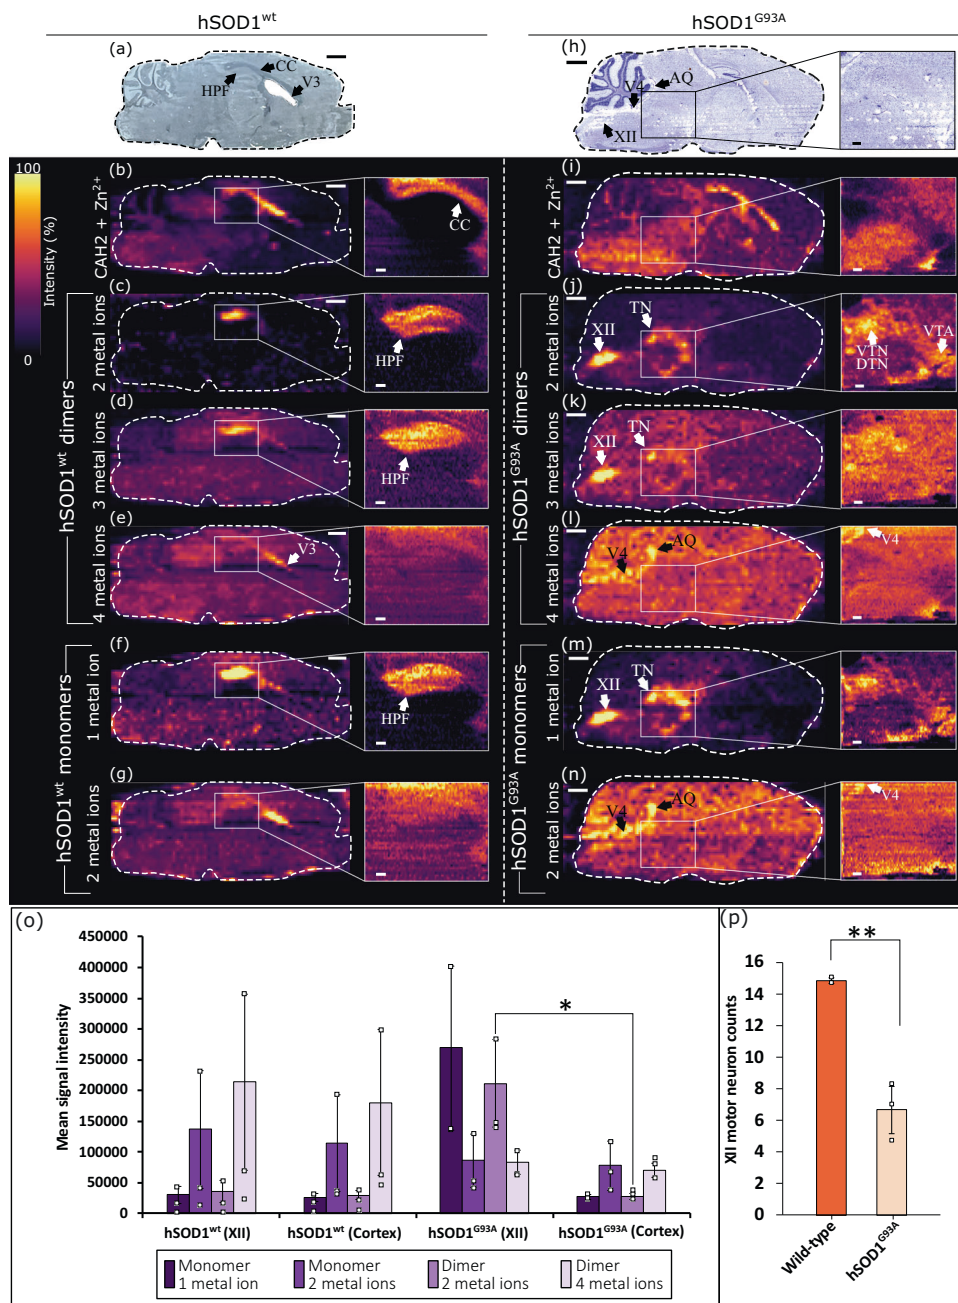 hSOD1wt
hSOD1G93A
(a)
CC
HPF
V3
(h)
V4
AQ
XII
100
Intensity (%)
0
(b)
CAH2 + Zn2+
CC
(i)
CAH2 + Zn2+
hSOD1wt dimers
(c)
2 metal ions
HPF
hSOD1G93A dimers
(j)
2 metal ions
XII
TN
VTA
VTN
DTN
(d)
3 metal ions
HPF
(k)
3 metal ions
XII
TN
(e)
4 metal ions
V3
(l)
4 metal ions
V4
AQ
V4
hSOD1wt monomers
(f)
1 metal ion
HPF
hSOD1G93A monomers
(m)
1 metal ion
XII
TN
(g)
2 metal ions
(n)
2 metal ions
V4
AQ
V4
(o)
Mean signal intensity
450000
400000
350000
300000
250000
200000
150000
100000
50000
0
*
hSOD1wt (XII)
hSOD1wt (Cortex)
hSOD1G93A (XII)
hSOD1G93A (Cortex)
Monomer
1 metal ion
Monomer
2 metal ions
Dimer
2 metal ions
Dimer
4 metal ions
(p)
**
XII motor neuron counts
16
14
12
10
8
6
4
2
0
Wild-type
hSOD1G93A